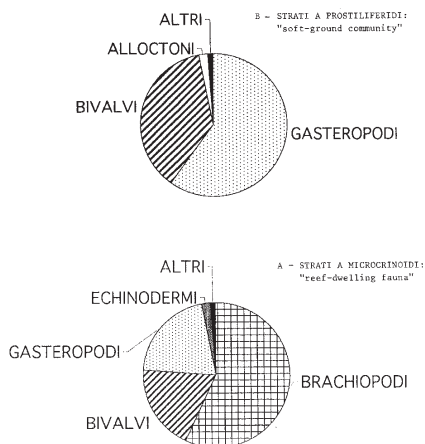 ALTRI
B - STRATI A PROSTILIFERIDI:
"soft-ground community"
ALLOCTONI
BIVALVI
GASTEROPODI
ALTRI
A - STRATI A MICROCRINOIDI:
"reef-dwelling fauna"
ECHINODERMI
GASTEROPODI
BRACHIOPODI
BIVALVI